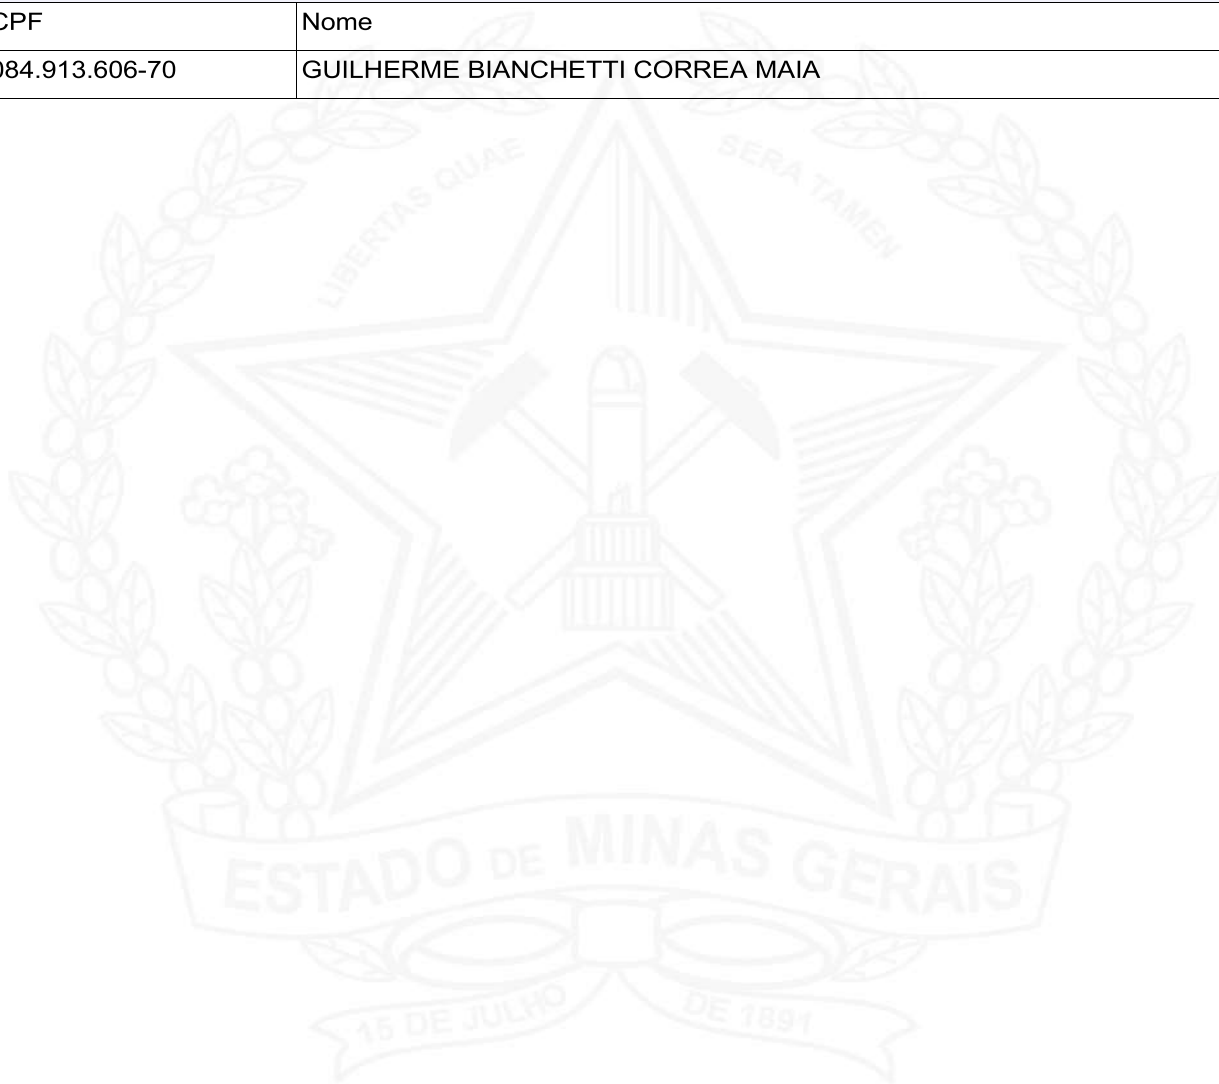 CPF Nome
084.913.606-70 GUILHERME BIANCHETTI CORREA MAIA
LIBERTAS QUAE SERA TAMEN
ESTADO DE MINAS GERAIS
15 DE JULHO DE 1891